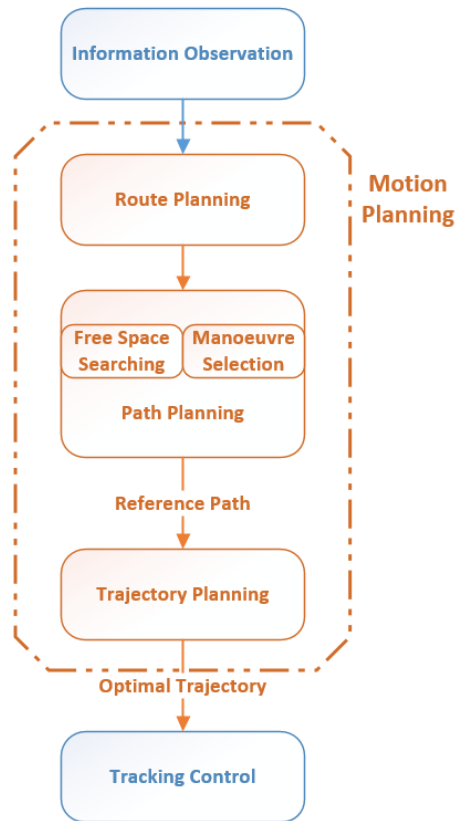 Information Observation
Motion
Planning
Route Planning
Free Space
Searching
Manoeuvre
Selection
Path Planning
Reference Path
Trajectory Planning
Optimal Trajectory
Tracking Control